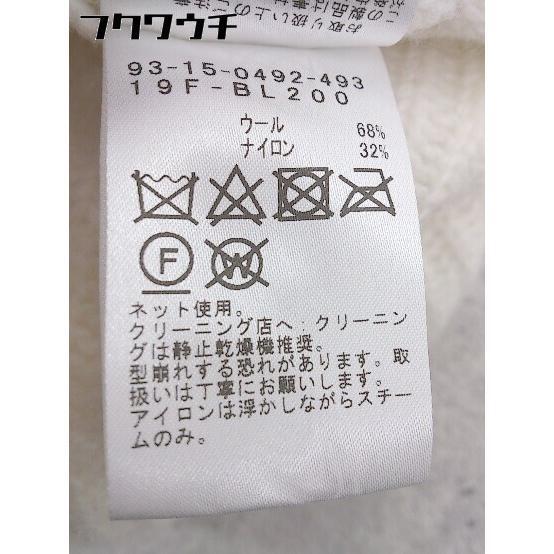 フクワウチ
93-15-0492-493
19F-BL200
ウール 68%
ナイロン 32%
F
W
ネット使用。
クリーニング店へ:クリーニン
グは静止乾燥機推奨。
型崩れする恐れがあります。取
扱いは丁寧にお願いします。
アイロンは浮かしながらスチー
ムのみ。